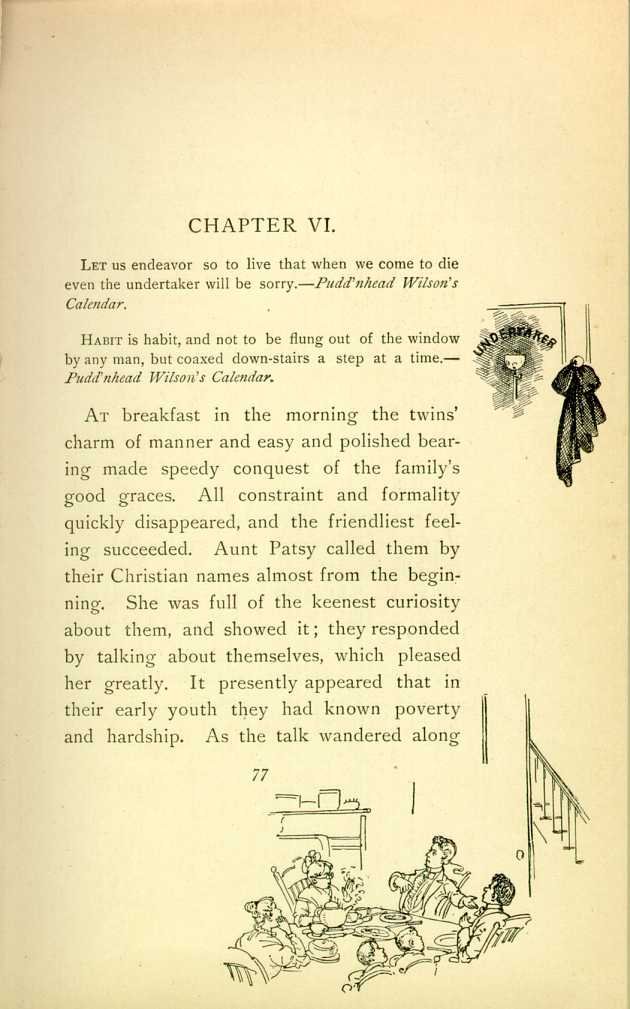 CHAPTER VI.
LET us endeavor so to live that when we come to die
even the undertaker will be sorry.—Pudd'nhead Wilson's
Calendar.
HABIT is habit, and not to be flung out of the window
by any man, but coaxed down-stairs a step at a time.—
Pudd'nhead Wilson's Calendar.
UNDERTAKER
AT breakfast in the morning the twins'
charm of manner and easy and polished bear-
ing made speedy conquest of the family's
good graces. All constraint and formality
quickly disappeared, and the friendliest feel-
ing succeeded. Aunt Patsy called them by
their Christian names almost from the begin-
ning. She was full of the keenest curiosity
about them, and showed it; they responded
by talking about themselves, which pleased
her greatly. It presently appeared that in
their early youth they had known poverty
and hardship. As the talk wandered along
77